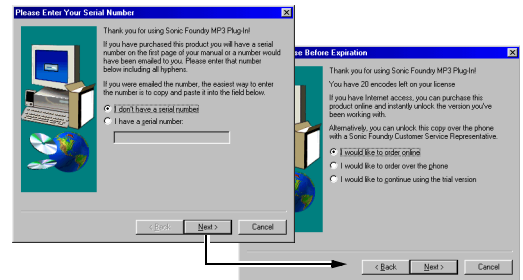 Please Enter Your Serial Number
Thank you for using Sonic Foundry MP3 Plug-In!
If you have purchased this product you will have a serial
number on the first page of your manual or a number would
have been emailed to you. Please enter that number
below including all hyphens.
If you were emailed the number, the easiest way to enter
the number is to copy and paste it into the field below.
I don't have a serial number
I have a serial number:
< Back
Next >
Cancel
se Before Expiration
Thank you for using Sonic Foundry MP3 Plug-In!
You have 20 encodes left on your license
If you have Internet access, you can purchase this
product online and instantly unlock the version you've
been working with.
Alternatively, you can unlock this copy over the phone
with a Sonic Foundry Customer Service Representative.
I would like to order online
I would like to order over the phone
I would like to continue using the trial version
< Back
Next >
Cancel